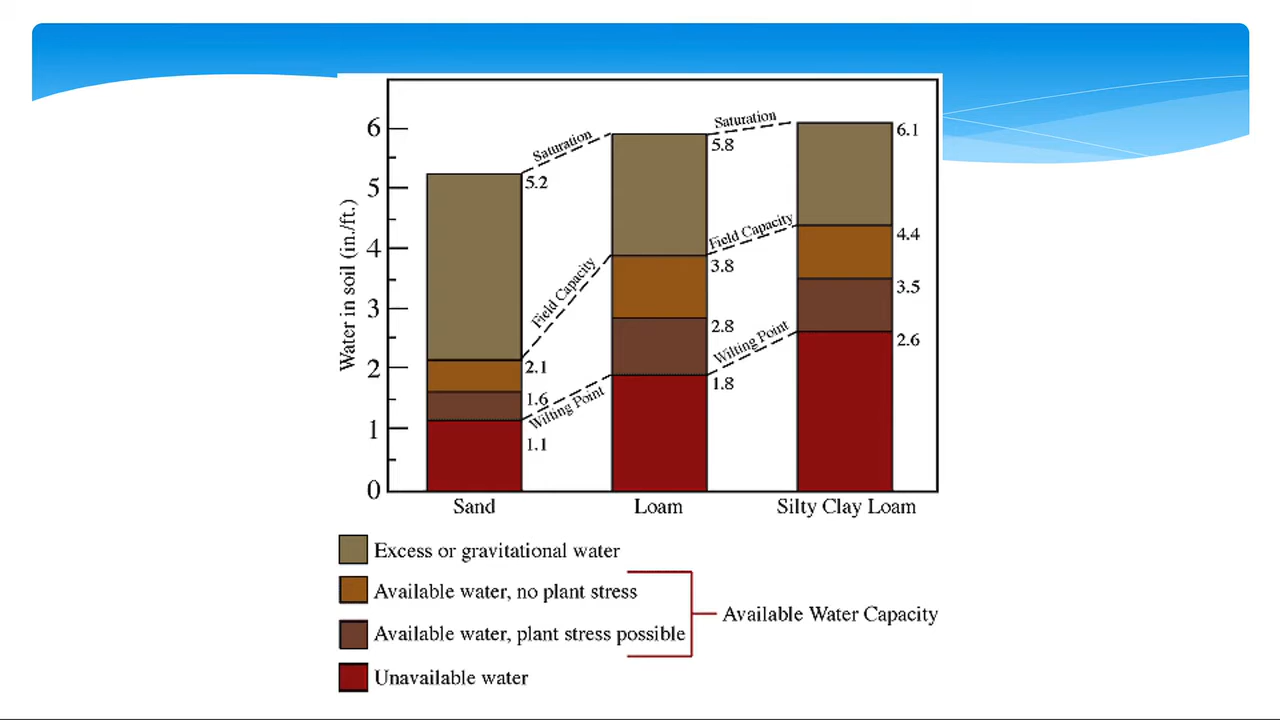 Water in soil (in./ft.)
6
5
4
3
2
1
0
Saturation
Saturation
Field Capacity
Field Capacity
Wilting Point
Wilting Point
5.2
2.1
1.6
1.1
5.8
3.8
2.8
1.8
6.1
4.4
3.5
2.6
Sand
Loam
Silty Clay Loam
Excess or gravitational water
Available water, no plant stress
Available water, plant stress possible
Available Water Capacity
Unavailable water